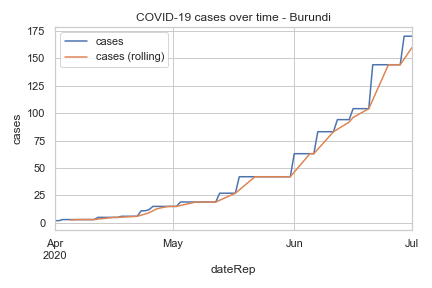 COVID-19 cases over time - Burundi
cases
cases (rolling)
175
150
125
100
75
50
25
0
cases
Apr
2020
May
Jun
Jul
dateRep